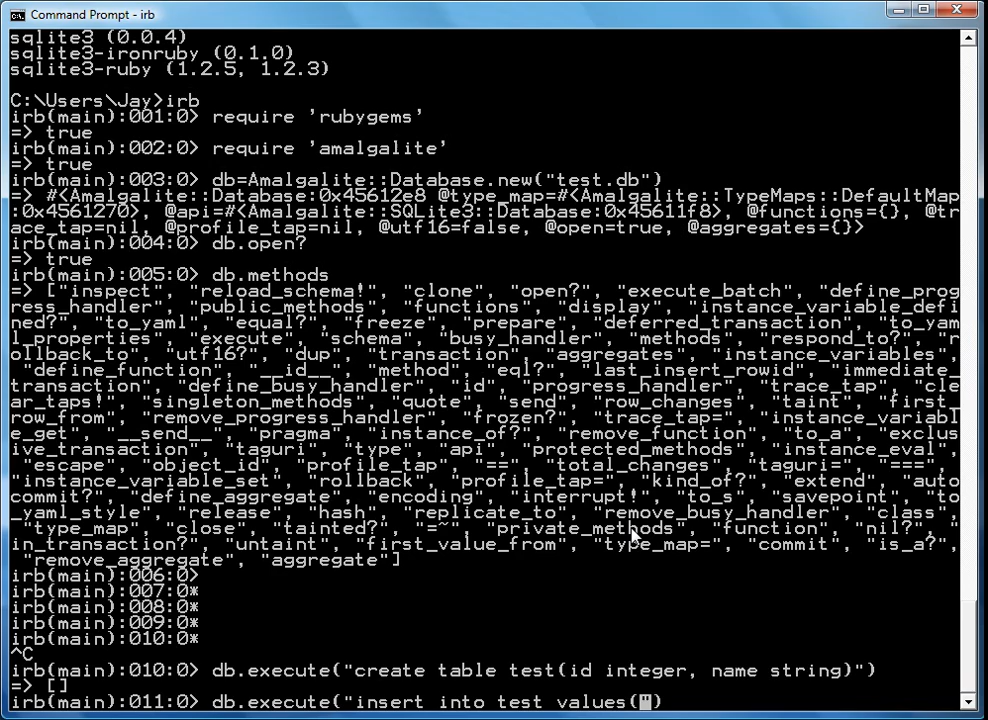 Command Prompt - irb
sqlite3 (0.0.4)
sqlite3-ironruby (0.1.0)
sqlite3-ruby (1.2.5, 1.2.3)
C:\Users\Jay>irb
irb(main):001:0> require 'rubygems'
=> true
irb(main):002:0> require 'amalgalite'
=> true
irb(main):003:0> db=Amalgalite::Database.new("test.db")
=> #<Amalgalite::Database:0x45612e8 @type_map=#<Amalgalite::TypeMaps::DefaultMap
:0x4561270>, @api=#<Amalgalite::SQLite3::Database:0x45611f8>, @functions={}, @tr
ace_tap=nil, @profile_tap=nil, @utf16=false, @open=true, @aggregates={}>
irb(main):004:0> db.open?
=> true
irb(main):005:0> db.methods
=> ["inspect", "reload_schema!", "clone", "open?", "execute_batch", "define_prog
ress_handler", "public_methods", "functions", "display", "instance_variable_defi
ned?", "to_yaml", "equal?", "freeze", "prepare", "deferred_transaction", "to_yam
l_properties", "execute", "schema", "busy_handler", "methods", "respond_to?", "r
ollback_to", "utf16?", "dup", "transaction", "aggregates", "instance_variables",
"define_function", "__id__", "method", "eql?", "last_insert_rowid", "immediate_
transaction", "define_busy_handler", "id", "progress_handler", "trace_tap", "cle
ar_taps!", "singleton_methods", "quote", "send", "row_changes", "taint", "first_
row_from", "remove_progress_handler", "frozen?", "trace_tap=", "instance_variabl
e_get", "__send__", "pragma", "instance_of?", "remove_function", "to_a", "exclus
ive_transaction", "taguri", "type", "api", "protected_methods", "instance_eval",
"escape", "object_id", "profile_tap", "==", "total_changes", "taguri=", "===",
"instance_variable_set", "rollback", "profile_tap=", "kind_of?", "extend", "auto
commit?", "define_aggregate", "encoding", "interrupt!", "to_s", "savepoint", "to
_yaml_style", "release", "hash", "replicate_to", "remove_busy_handler", "class",
"type_map", "close", "tainted?", "=~", "private_methods", "function", "nil?", "
in_transaction?", "untaint", "first_value_from", "type_map=", "commit", "is_a?",
"remove_aggregate", "aggregate"]
irb(main):006:0>
irb(main):007:0*
irb(main):008:0*
irb(main):009:0*
irb(main):010:0*
^C
irb(main):010:0> db.execute("create table test(id integer, name string)")
=> []
irb(main):011:0> db.execute("insert into test values(")